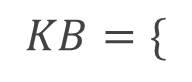 KB = {